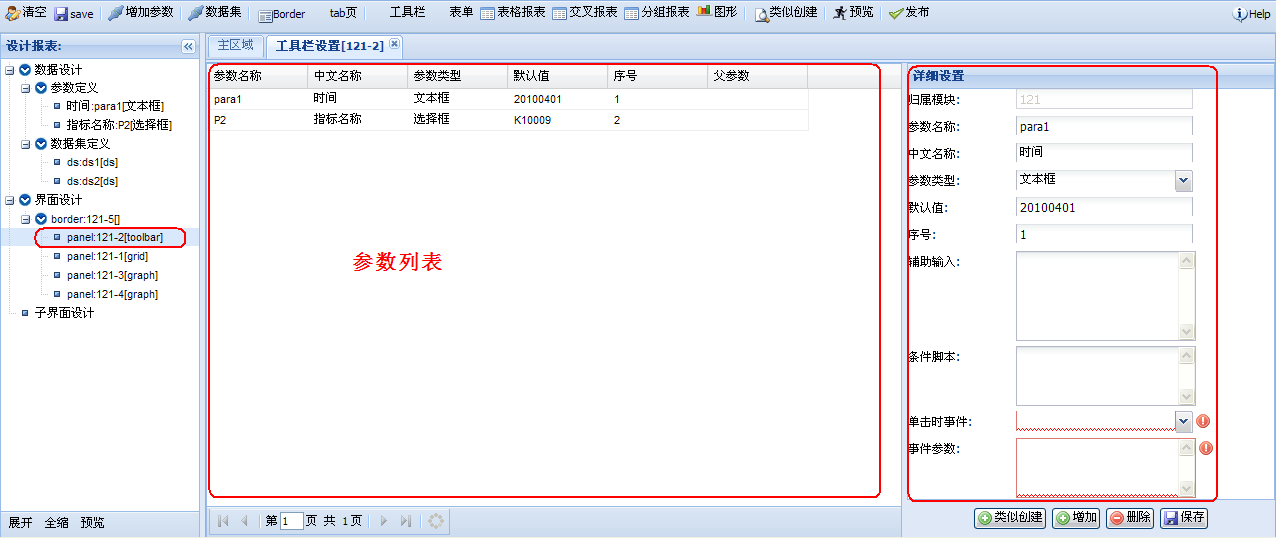 清空 save 增加参数 数据集 Border tab页 工具栏 表单 表格报表 交叉报表 分组报表 图形 类似创建 预览 发布 Help
设计报表:
主区域 工具栏设置[121-2]
数据设计
参数定义
时间:para1[文本框]
指标名称:P2[选择框]
数据集定义
ds:ds1[ds]
ds:ds2[ds]
界面设计
border:121-5[]
panel:121-2[toolbar]
panel:121-1[grid]
panel:121-3[graph]
panel:121-4[graph]
子界面设计
展开 全缩 预览
参数名称 中文名称 参数类型 默认值 序号 父参数
para1 时间 文本框 20100401 1
P2 指标名称 选择框 K10009 2
参数列表
第 1 页 共 1页
详细设置
归属模块: 121
参数名称: para1
中文名称: 时间
参数类型: 文本框
默认值: 20100401
序号: 1
辅助输入:
条件脚本:
单击时事件:
事件参数:
类似创建 增加 删除 保存